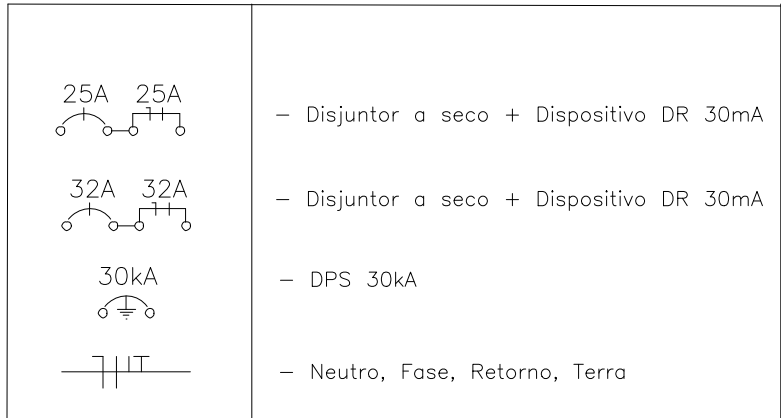 25A 25A
- Disjuntor a seco + Dispositivo DR 30mA
32A 32A
- Disjuntor a seco + Dispositivo DR 30mA
30kA
- DPS 30kA
- Neutro, Fase, Retorno, Terra